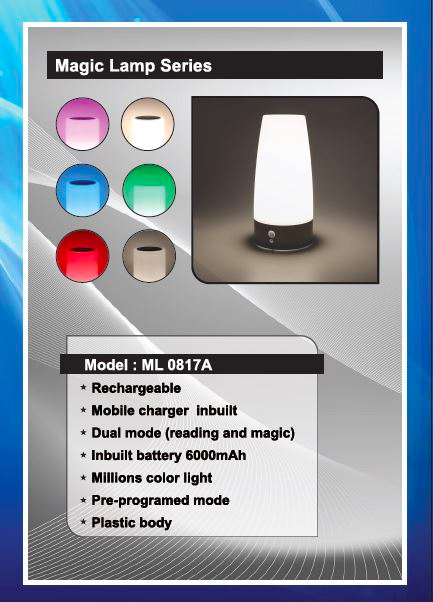 Magic Lamp Series
Model : ML 0817A
★ Rechargeable
★ Mobile charger inbuilt
★ Dual mode (reading and magic)
★ Inbuilt battery 6000mAh
★ Millions color light
★ Pre-programed mode
★ Plastic body